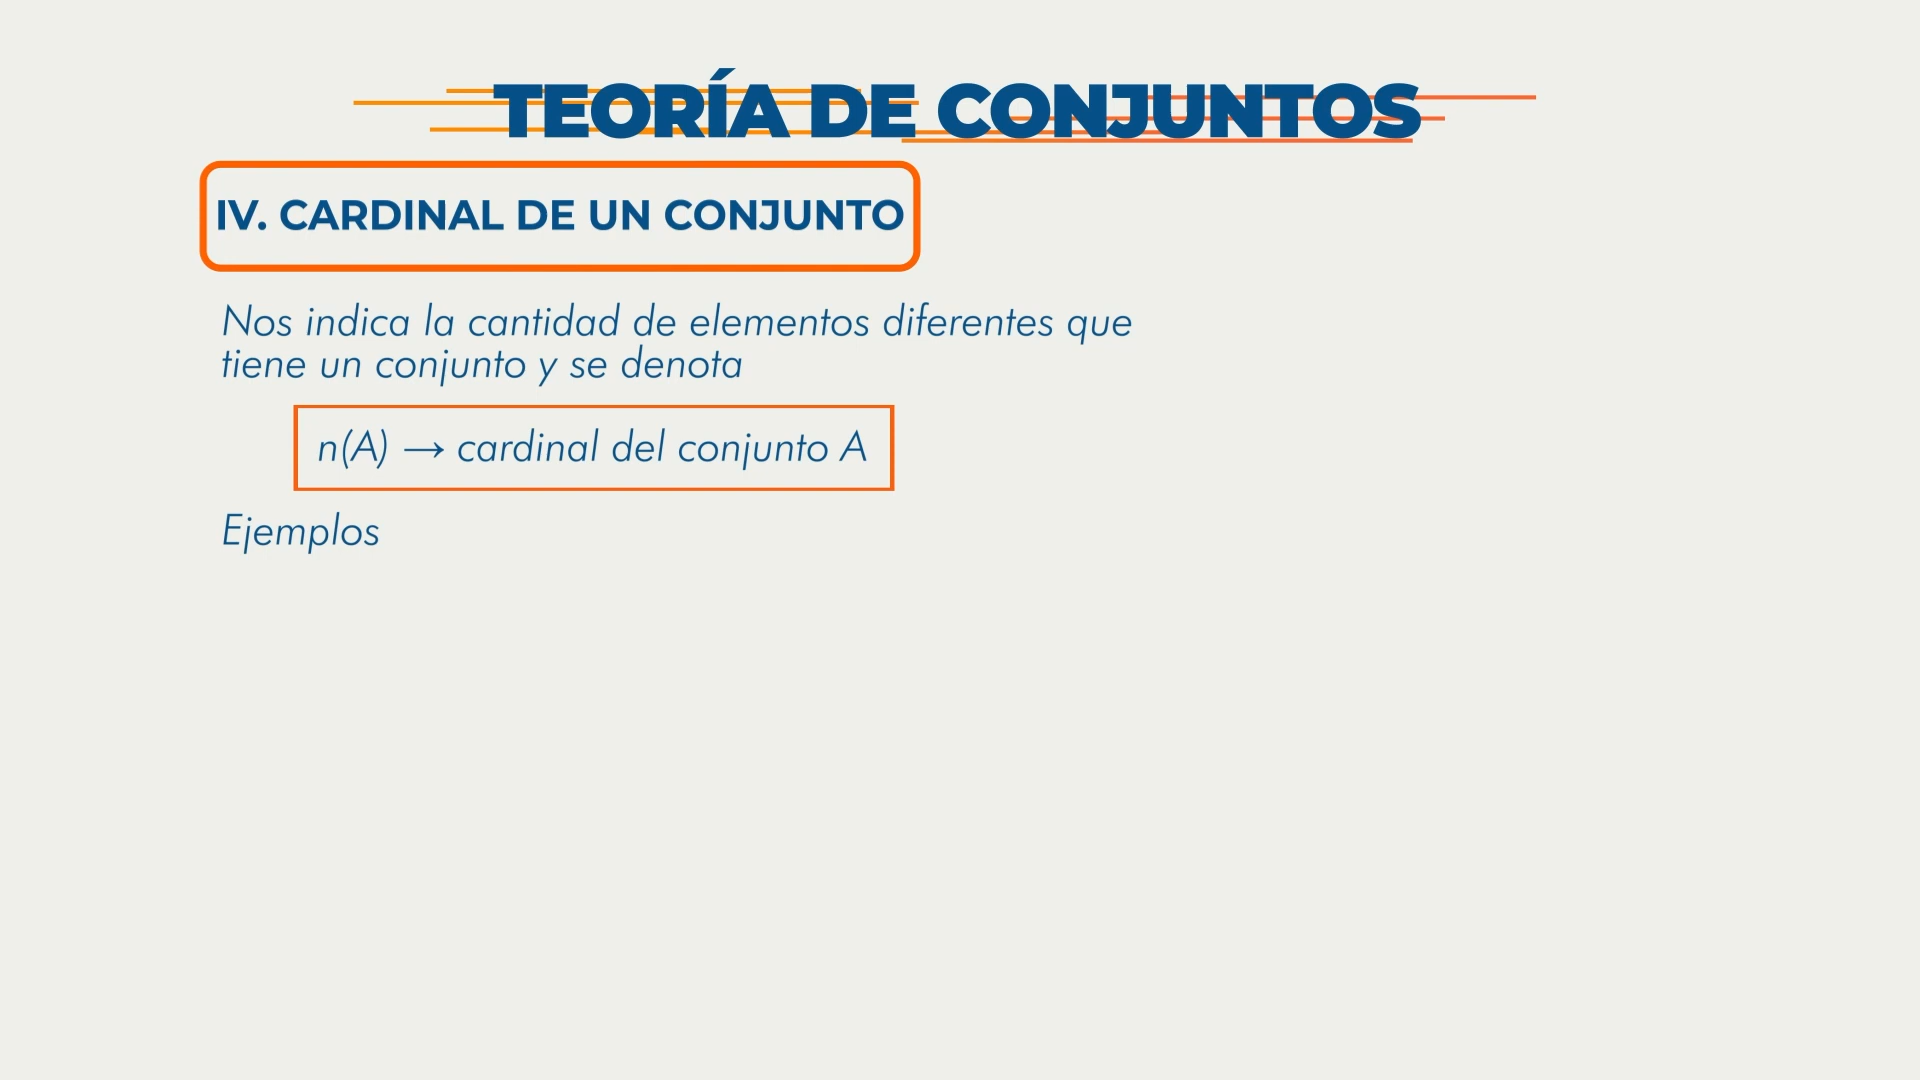 TEORÍA DE CONJUNTOS
IV. CARDINAL DE UN CONJUNTO
Nos indica la cantidad de elementos diferentes que
tiene un conjunto y se denota
n(A) → cardinal del conjunto A
Ejemplos